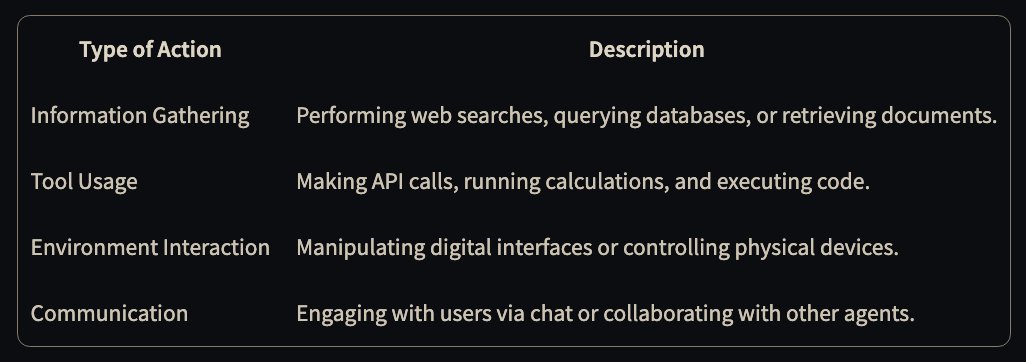 Type of Action Description
Information Gathering Performing web searches, querying databases, or retrieving documents.
Tool Usage Making API calls, running calculations, and executing code.
Environment Interaction Manipulating digital interfaces or controlling physical devices.
Communication Engaging with users via chat or collaborating with other agents.